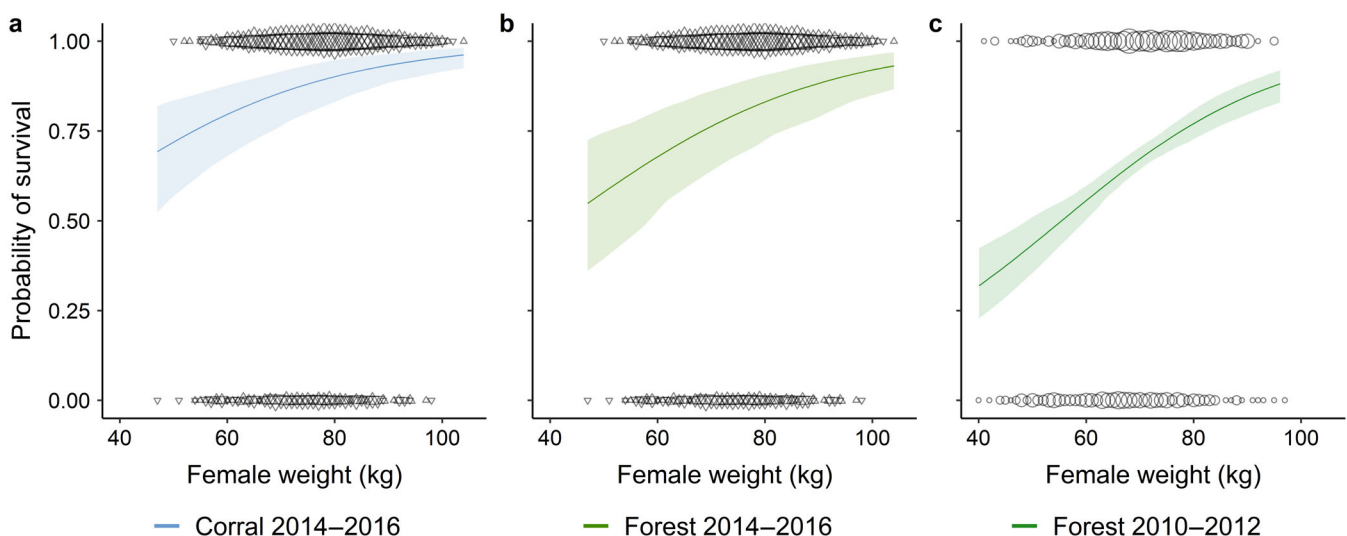 a
b
c
Probability of survival
1.00
0.75
0.50
0.25
0.00
40 60 80 100
40 60 80 100
40 60 80 100
Female weight (kg)
Female weight (kg)
Female weight (kg)
Corral 2014–2016
Forest 2014–2016
Forest 2010–2012